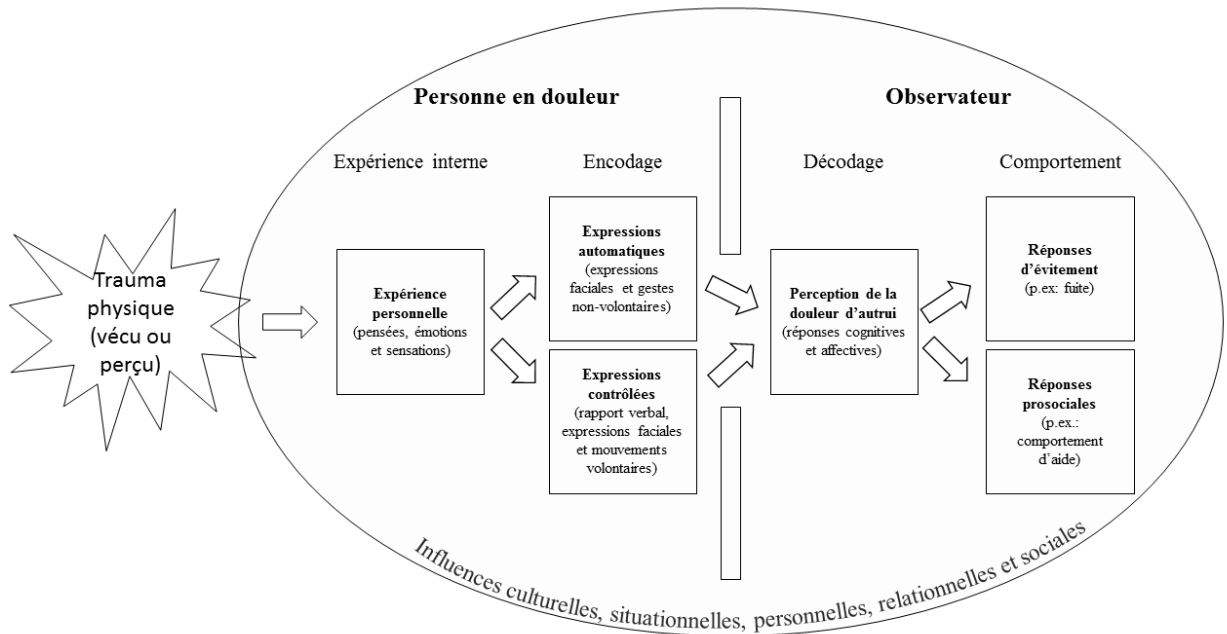 Personne en douleur
Observateur
Expérience interne
Encodage
Décodage
Comportement
Trauma
physique
(vécu ou
perçu)
Expérience
personnelle
(pensées, émotions
et sensations)
Expressions
automatiques
(expressions
faciales et gestes
non-volontaires)
Expressions
contrôlées
(rapport verbal,
expressions faciales
et mouvements
volontaires)
Perception de la
douleur d’autrui
(réponses cognitives
et affectives)
Réponses
d’évitement
(p.ex: fuite)
Réponses
prosociales
(p.ex.:
comportement
d’aide)
Influences culturelles, situationnelles, personnelles, relationnelles et sociales